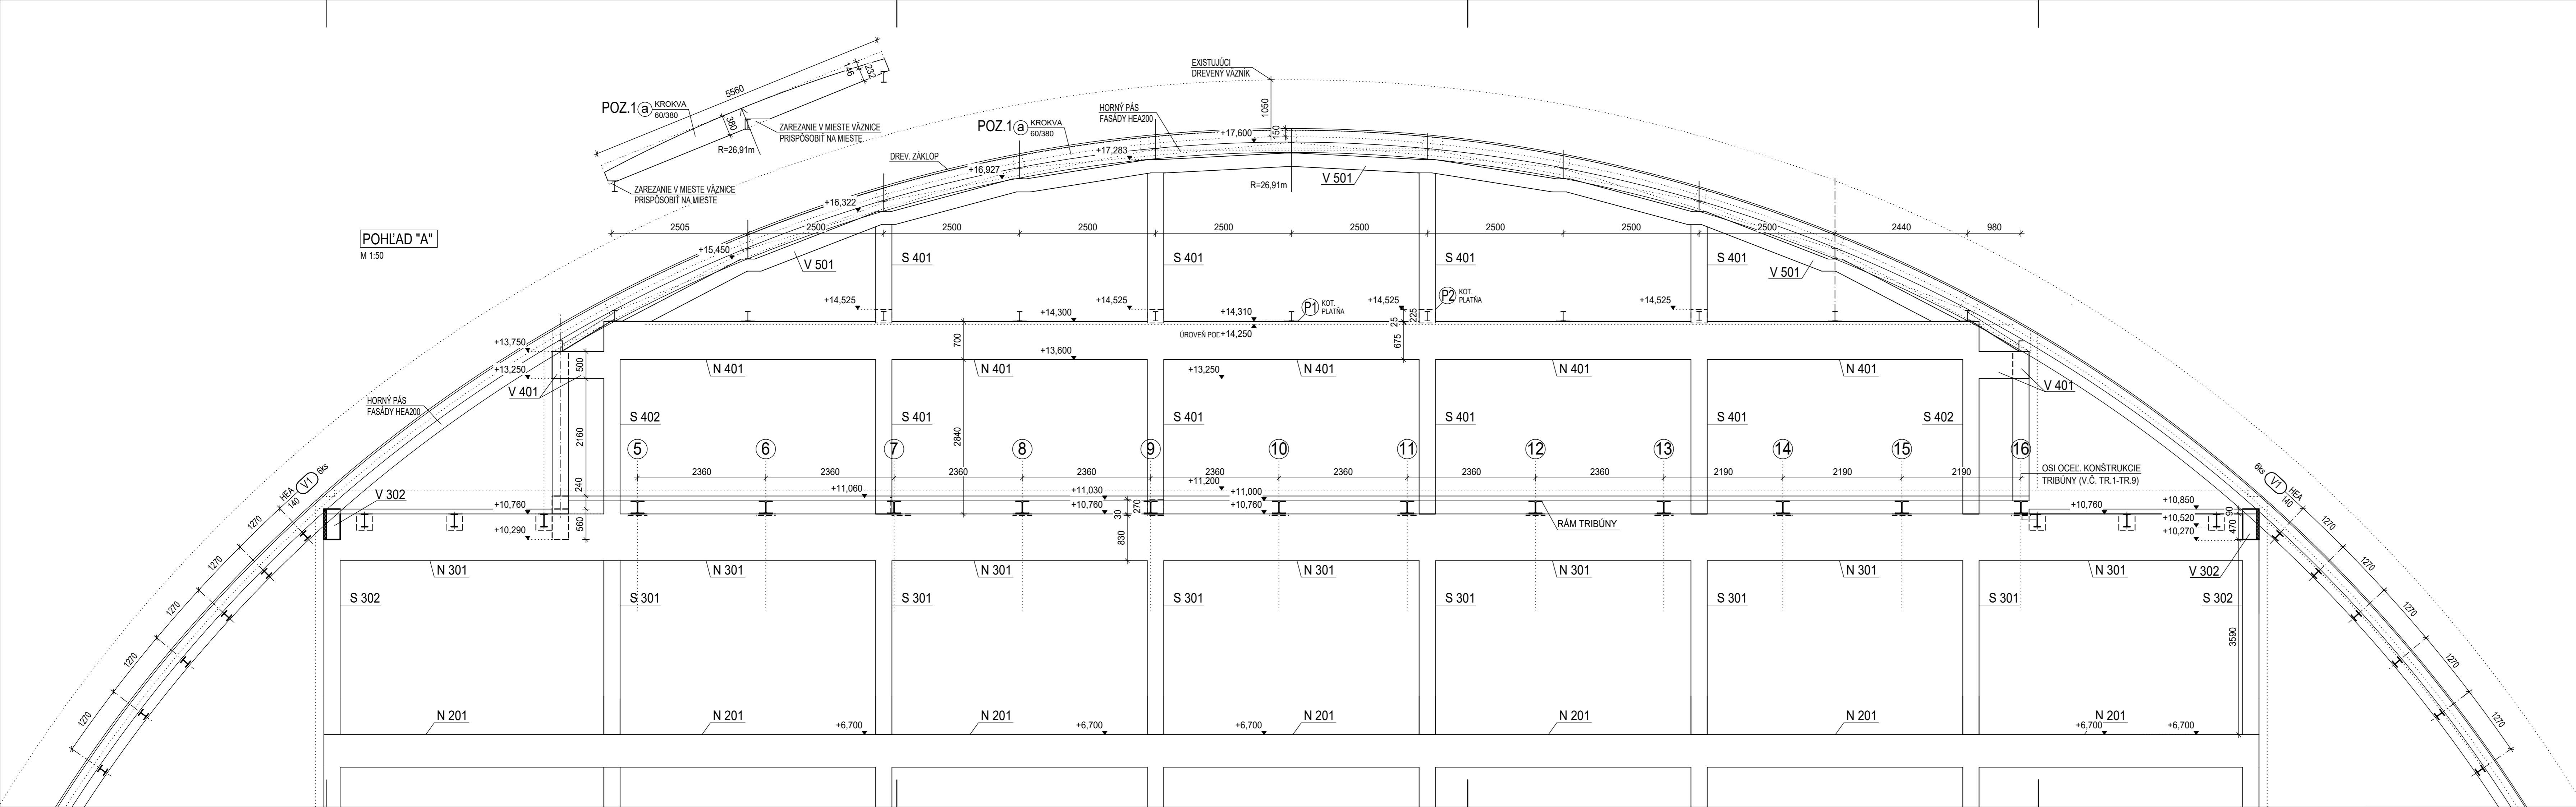 5560
146
232
POZ.1 a KROKVA
60/380
380
ZAREZANIE V MIESTE VÄZNICE
PRISPÔSOBIŤ NA MIESTE
R=26,91m
ZAREZANIE V MIESTE VÄZNICE
PRISPÔSOBIŤ NA MIESTE
POHĽAD "A"
M 1:50
EXISTUJÚCI
DREVENÝ VÄZNÍK
1050
150
HORNÝ PÁS
FASÁDY HEA200
POZ.1 a KROKVA
60/380
DREV. ZÁKLOP
+17,600
+17,283
+16,927
+16,322
+15,450
R=26,91m
V 501
2505
2500
2500
2500
2500
2500
2500
2500
2500
2440
980
V 501
S 401
S 401
S 401
S 401
V 501
+14,525
+14,525
+14,525
+14,525
P1 KOT.
PLATŇA
P2 KOT.
PLATŇA
+14,300
+14,310
ÚROVEŇ POD +14,250
25
225
675
700
+13,600
+13,750
+13,250
+13,250
500
V 401
V 401
N 401
N 401
N 401
N 401
N 401
HORNÝ PÁS
FASÁDY HEA200
S 402
S 401
S 401
S 401
S 401
S 402
2160
2840
5
6
7
8
9
10
11
12
13
14
15
16
2360
2360
2360
2360
2360
2360
2360
2360
2190
2190
2190
OSI OCEĽ. KONŠTRUKCIE
TRIBÚNY (V.Č. TR.1-TR.9)
HEA
140
V1
6ks
6ks
V1
HEA
140
V 302
240
560
+10,760
+10,290
+11,060
+11,030
+10,760
270
30
830
+11,200
+11,000
+10,760
RÁM TRIBÚNY
+10,760
+10,850
+10,520
+10,270
90
470
V 302
1270
1270
1270
1270
1270
1270
1270
1270
1270
1270
N 301
N 301
N 301
N 301
N 301
N 301
N 301
S 302
S 301
S 301
S 301
S 301
S 301
S 301
S 302
3590
N 201
N 201
N 201
N 201
N 201
N 201
N 201
+6,700
+6,700
+6,700
+6,700
+6,700